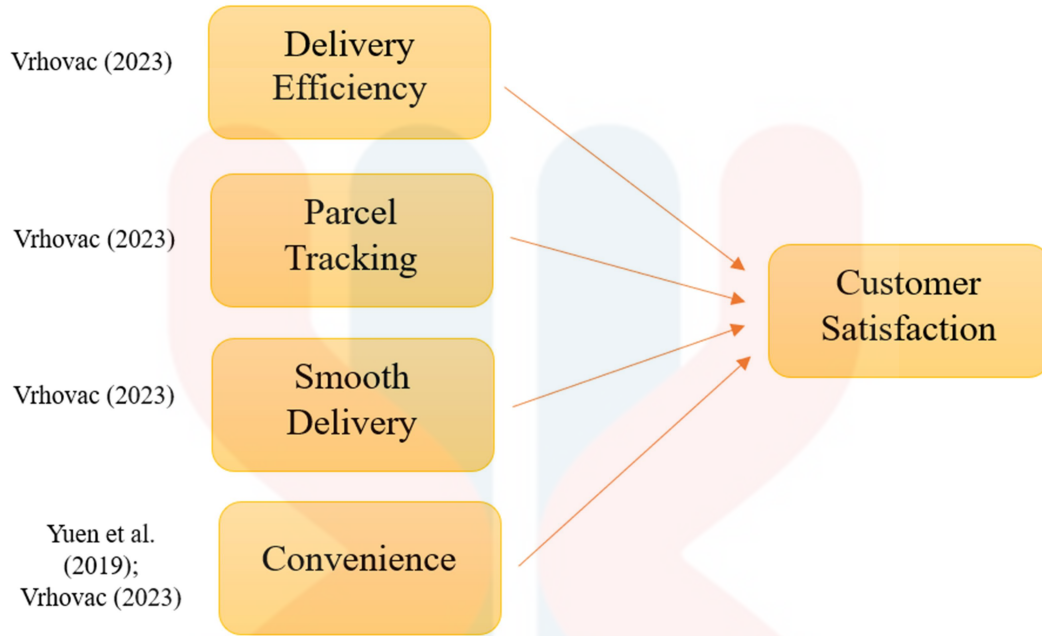 Vrhovac (2023)
Delivery
Efficiency
Vrhovac (2023)
Parcel
Tracking
Vrhovac (2023)
Smooth
Delivery
Yuen et al.
(2019);
Vrhovac (2023)
Convenience
Customer
Satisfaction